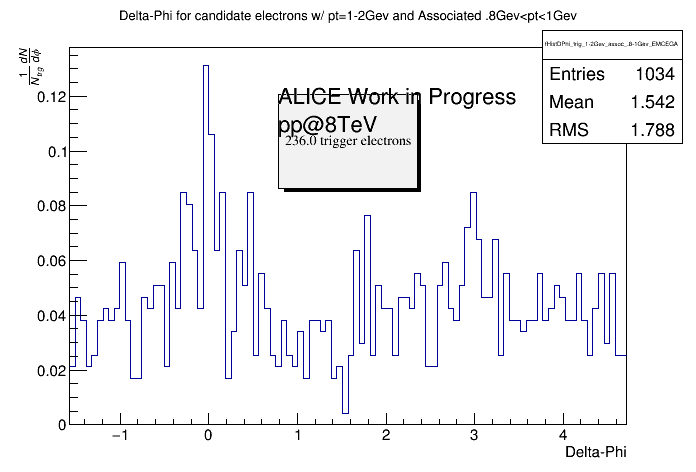 Delta-Phi for candidate electrons w/ pt=1-2Gev and Associated .8Gev<pt<1Gev
1 dN
N_trg dφ
fHistDPhi_trig_1-2Gev_assoc_.8-1Gev_EMCEGA
Entries 1034
Mean 1.542
RMS 1.788
ALICE Work in Progress
pp@8TeV
236.0 trigger electrons
0.12
0.1
0.08
0.06
0.04
0.02
0
−1 0 1 2 3 4
Delta-Phi